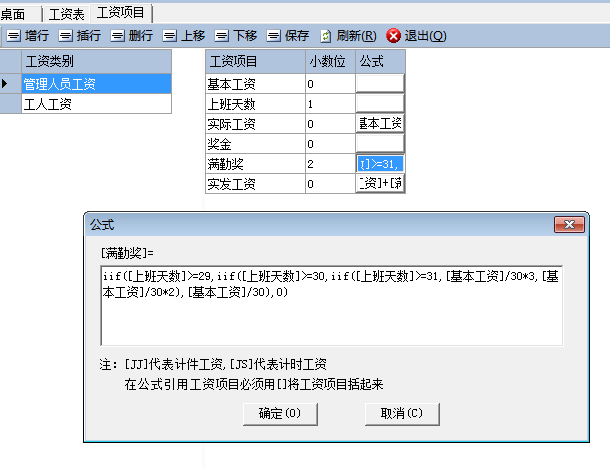 桌面 工资表 工资项目
增行 插行 删行 上移 下移 保存 刷新(R) 退出(Q)
工资类别
管理人员工资
工人工资
工资项目 小数位 公式
基本工资 0
上班天数 1
实际工资 0 基本工资
奖金 0
满勤奖 2 []>=31,
实发工资 0 资]+[满
公式
[满勤奖]=
iif([上班天数]>=29,iif([上班天数]>=30,iif([上班天数]>=31,[基本工资]/30*3,[基
本工资]/30*2),[基本工资]/30),0)
注: [JJ]代表计件工资,[JS]代表计时工资
在公式引用工资项目必须用[]将工资项目括起来
确定(O) 取消(C)